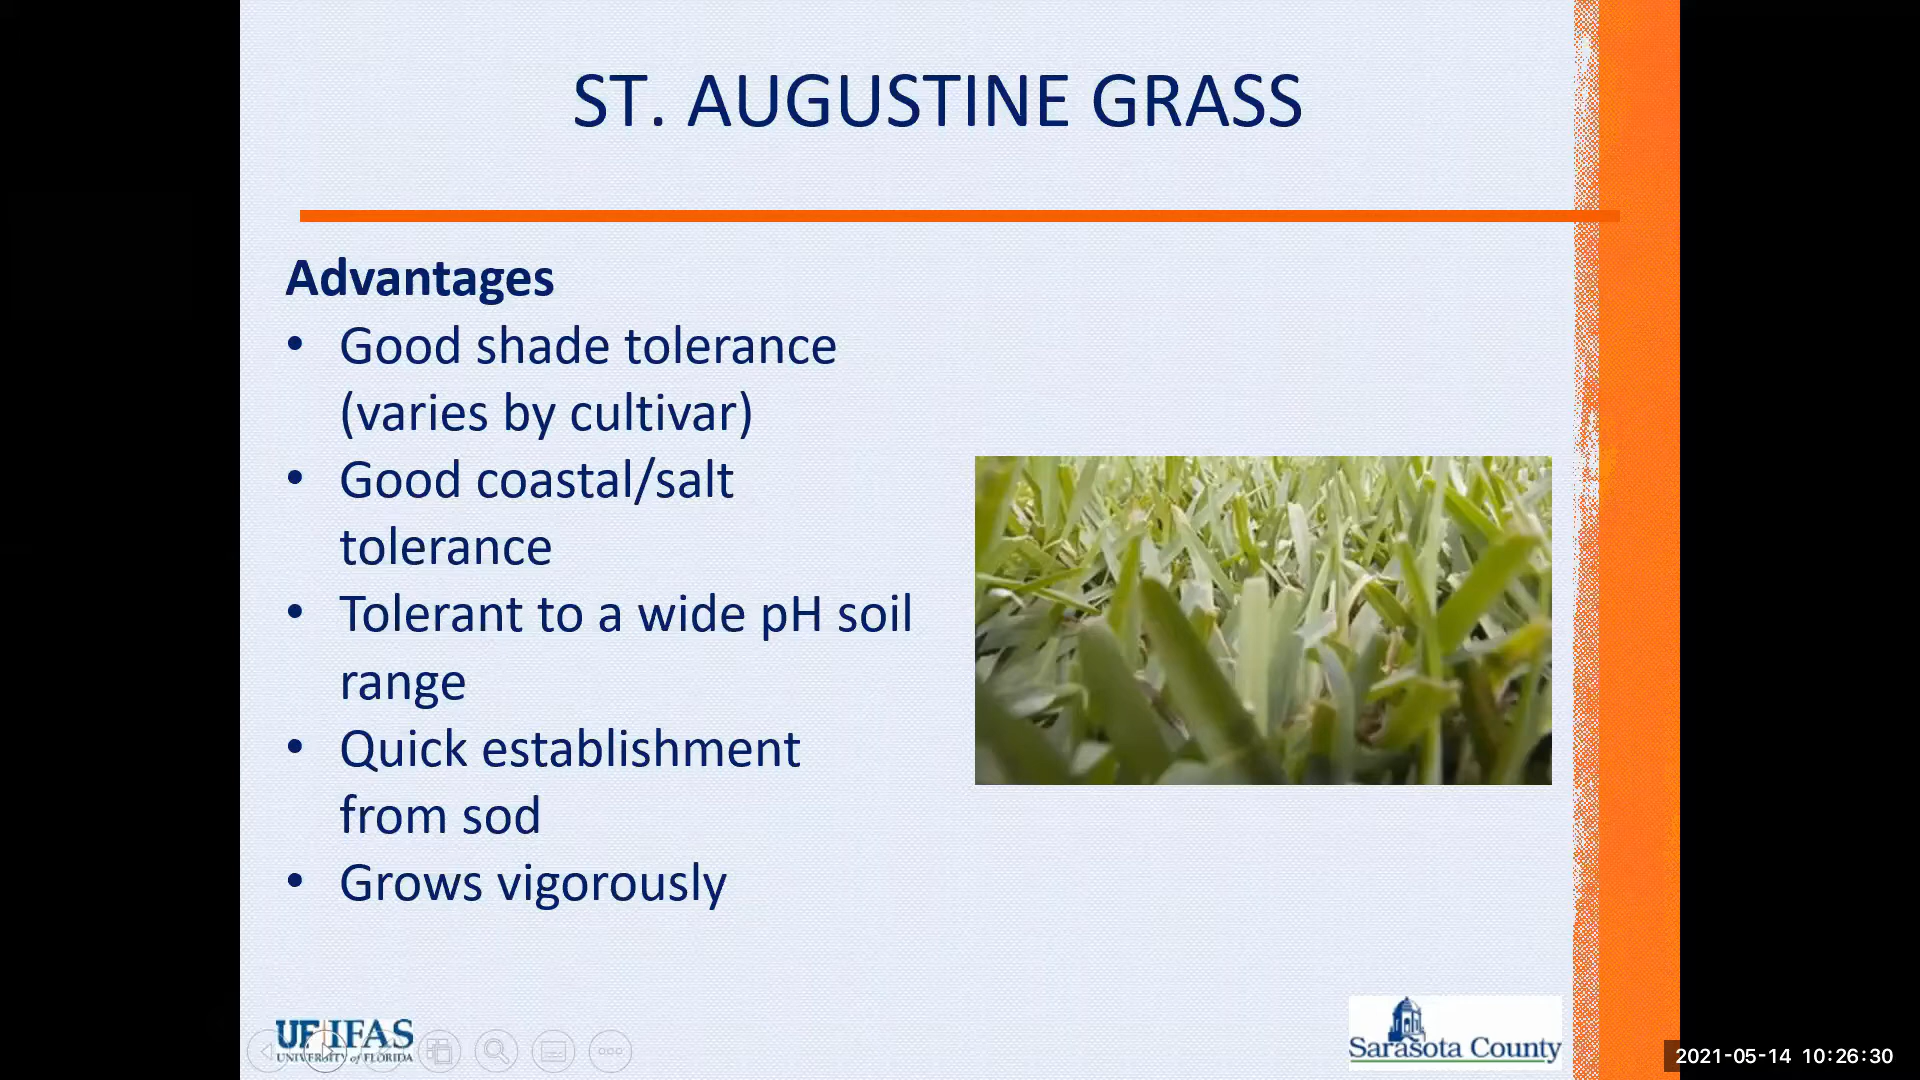 ST. AUGUSTINE GRASS
Advantages
• Good shade tolerance
(varies by cultivar)
• Good coastal/salt
tolerance
• Tolerant to a wide pH soil
range
• Quick establishment
from sod
• Grows vigorously
UF IFAS
UNIVERSITY of FLORIDA
Sarasota County
2021-05-14 10:26:30